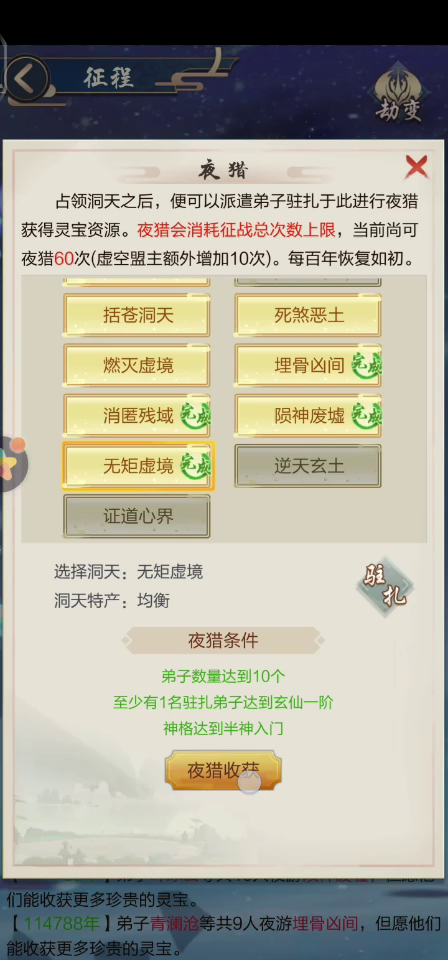 征程
劫变
夜猎
占领洞天之后，便可以派遣弟子驻扎于此进行夜猎
获得灵宝资源。夜猎会消耗征战总次数上限，当前尚可
夜猎60次(虚空盟主额外增加10次)。每百年恢复如初。
括苍洞天
死煞恶土
燃灭虚境
埋骨凶间 完成
消匿残域 完成
陨神废墟 完成
无矩虚境 完成
逆天玄土
证道心界
选择洞天：无矩虚境
洞天特产：均衡
驻扎
夜猎条件
弟子数量达到10个
至少有1名驻扎弟子达到玄仙一阶
神格达到半神入门
夜猎收获
们能收获更多珍贵的灵宝。
【114788年】弟子青澜沧等共9人夜游埋骨凶间，但愿他们
能收获更多珍贵的灵宝。